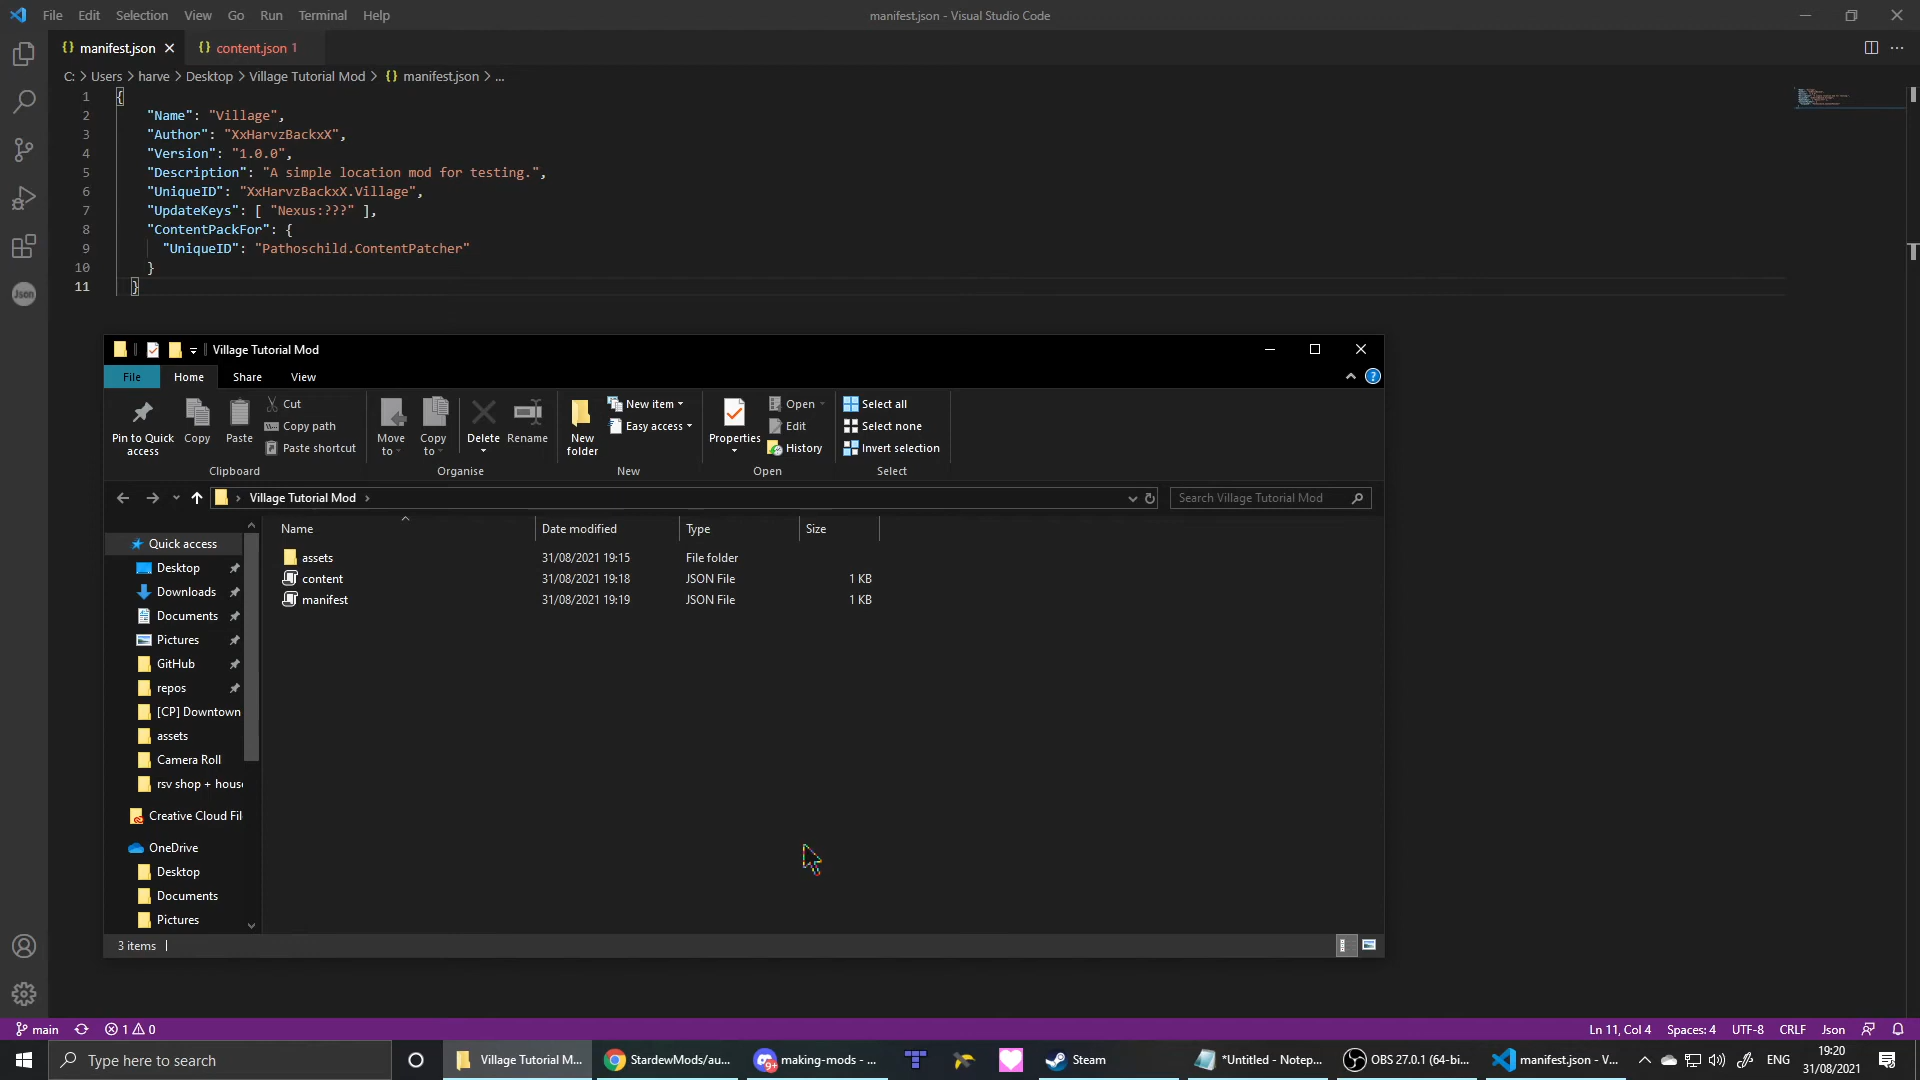 File Edit Selection View Go Run Terminal Help
manifest.json - Visual Studio Code
{} manifest.json
{} content.json 1
C: > Users > harve > Desktop > Village Tutorial Mod > {} manifest.json > ...
1 {
2 "Name": "Village",
3 "Author": "XxHarvzBackxX",
4 "Version": "1.0.0",
5 "Description": "A simple location mod for testing.",
6 "UniqueID": "XxHarvzBackxX.Village",
7 "UpdateKeys": [ "Nexus:???" ],
8 "ContentPackFor": {
9 "UniqueID": "Pathoschild.ContentPatcher"
10 }
11 }
Json
Village Tutorial Mod
File Home Share View
Pin to Quick access
Copy
Paste
Cut
Copy path
Paste shortcut
Clipboard
Move to
Copy to
Delete
Rename
Organise
New folder
New item
Easy access
New
Properties
Open
Edit
History
Open
Select all
Select none
Invert selection
Select
Village Tutorial Mod
Search Village Tutorial Mod
Name Date modified Type Size
assets 31/08/2021 19:15 File folder
content 31/08/2021 19:18 JSON File 1 KB
manifest 31/08/2021 19:19 JSON File 1 KB
Quick access
Desktop
Downloads
Documents
Pictures
GitHub
repos
[CP] Downtown
assets
Camera Roll
rsv shop + house
Creative Cloud Fil
OneDrive
Desktop
Documents
Pictures
3 items
main 1 0
Ln 11, Col 4 Spaces: 4 UTF-8 CRLF Json
Type here to search
Village Tutorial M...
StardewMods/au...
9+
making-mods - ...
Steam
*Untitled - Notep...
OBS 27.0.1 (64-bi...
manifest.json - V...
ENG
19:20
31/08/2021